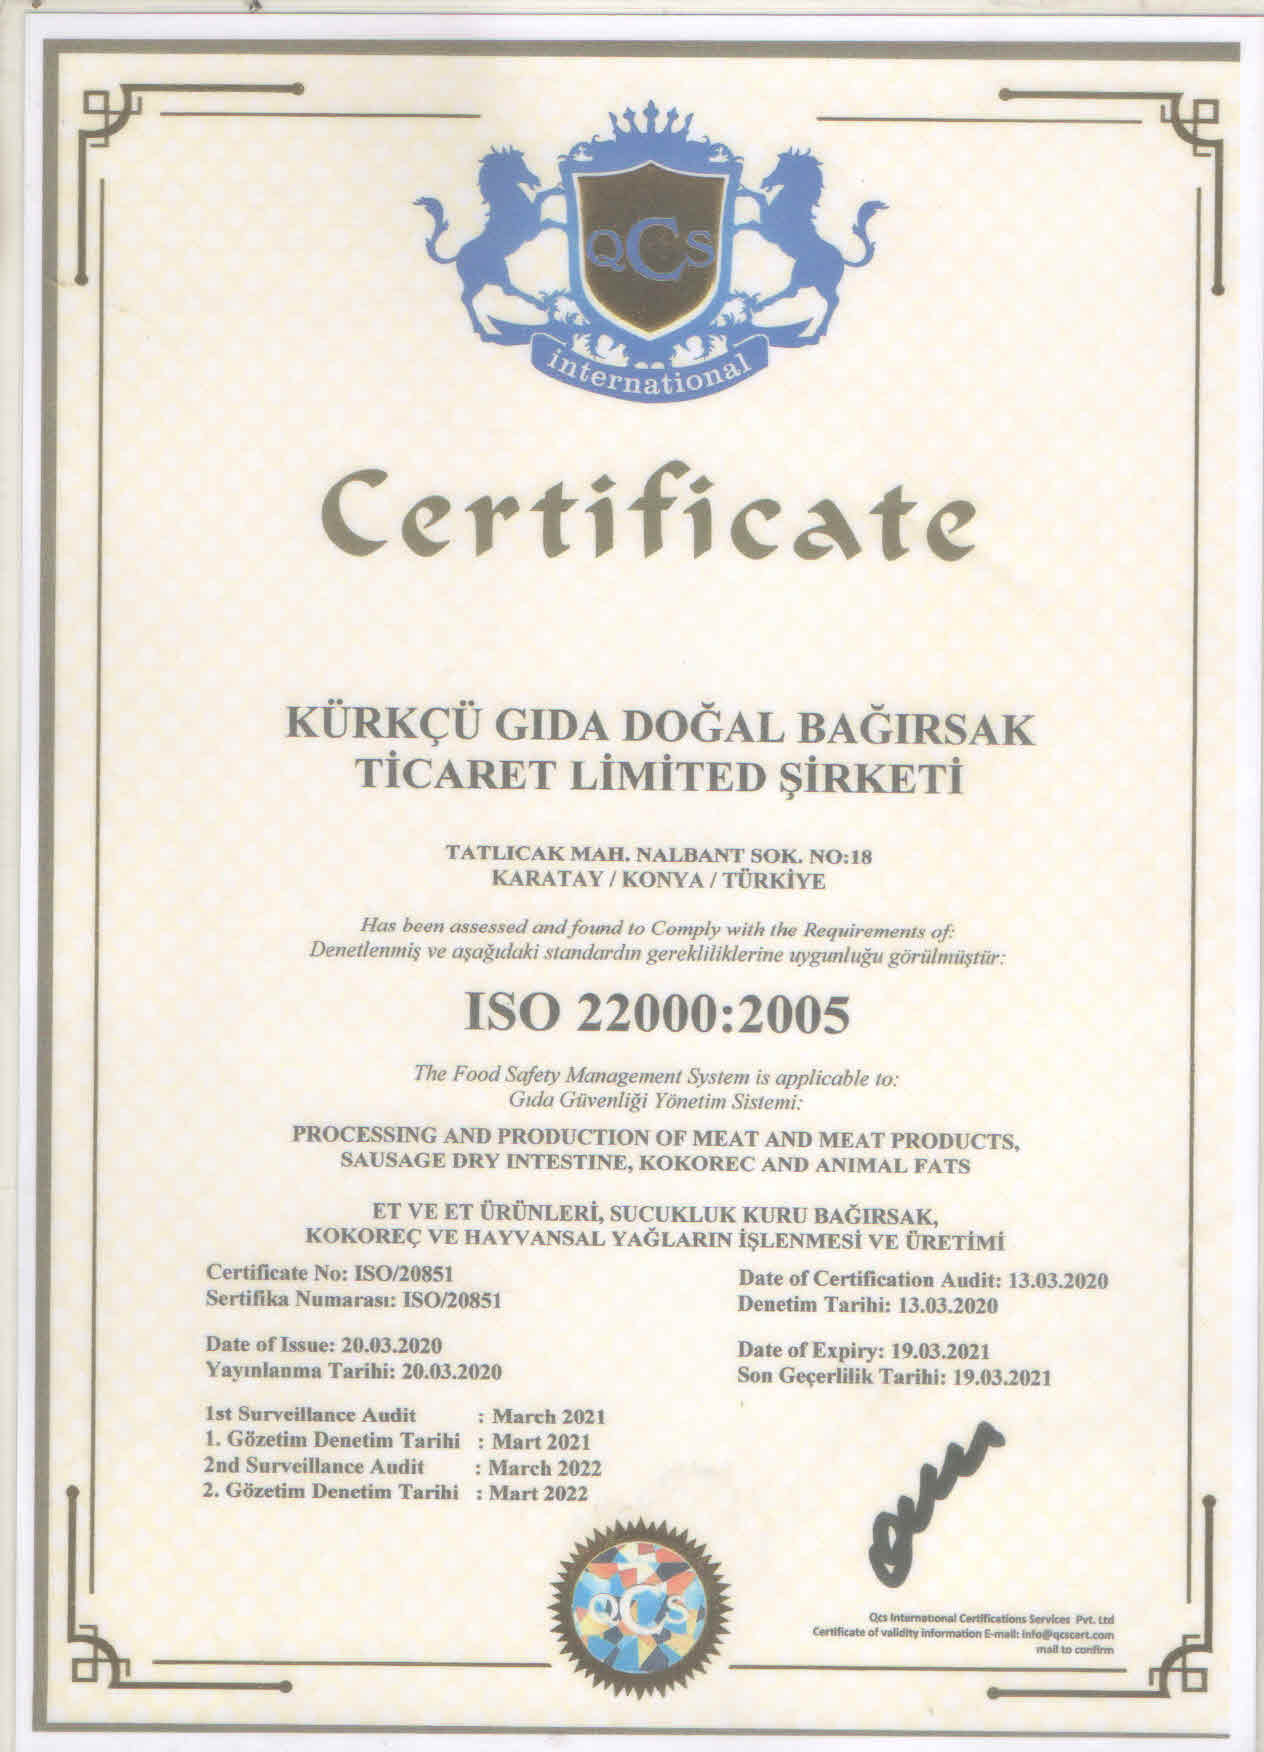 QCS
international
Certificate
KÜRKÇÜ GIDA DOĞAL BAĞIRSAK
TİCARET LİMİTED ŞİRKETİ
TATLICAK MAH. NALBANT SOK. NO:18
KARATAY / KONYA / TÜRKİYE
Has been assessed and found to Comply with the Requirements of:
Denetlenmiş ve aşağıdaki standardın gerekliliklerine uygunluğu görülmüştür:
ISO 22000:2005
The Food Safety Management System is applicable to:
Gıda Güvenliği Yönetim Sistemi:
PROCESSING AND PRODUCTION OF MEAT AND MEAT PRODUCTS,
SAUSAGE DRY INTESTINE, KOKOREC AND ANIMAL FATS
ET VE ET ÜRÜNLERİ, SUCUKLUK KURU BAĞIRSAK,
KOKOREÇ VE HAYVANSAL YAĞLARIN İŞLENMESİ VE ÜRETİMİ
Certificate No: ISO/20851
Sertifika Numarası: ISO/20851
Date of Certification Audit: 13.03.2020
Denetim Tarihi: 13.03.2020
Date of Issue: 20.03.2020
Yayınlanma Tarihi: 20.03.2020
Date of Expiry: 19.03.2021
Son Geçerlilik Tarihi: 19.03.2021
1st Surveillance Audit : March 2021
1. Gözetim Denetim Tarihi : Mart 2021
2nd Surveillance Audit : March 2022
2. Gözetim Denetim Tarihi : Mart 2022
QCS
Qcs International Certifications Services Pvt. Ltd
Certificate of validity information E-mail: info@qcscert.com
mail to confirm